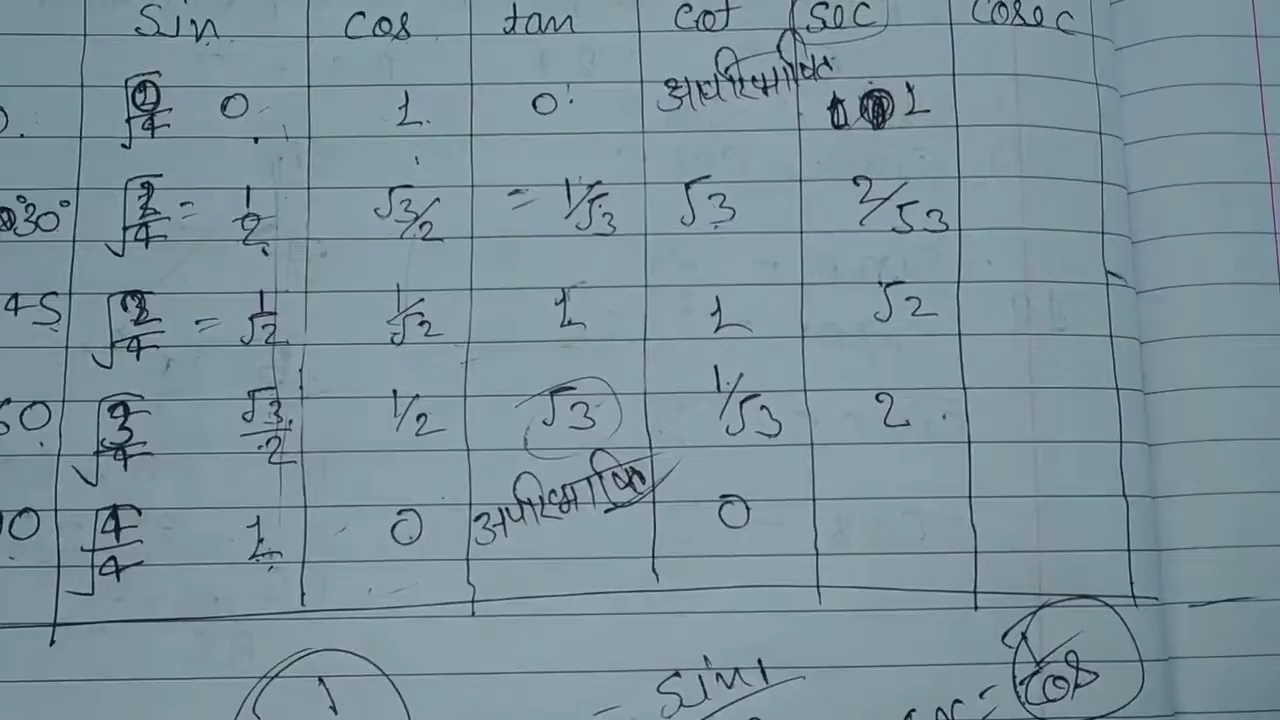 sin cos tan cot sec cosec
0. √0/4 0 1 0 अपरिभाषित 1
30° √1/4 = 1/2 √3/2 = 1/√3 √3 2/√3
45 √2/4 = 1/√2 1/√2 1 1 √2
60 √3/4 √3/2 1/2 √3 1/√3 2
90 √4/4 1 0 अपरिभाषित 0
= sin
= 1/cos